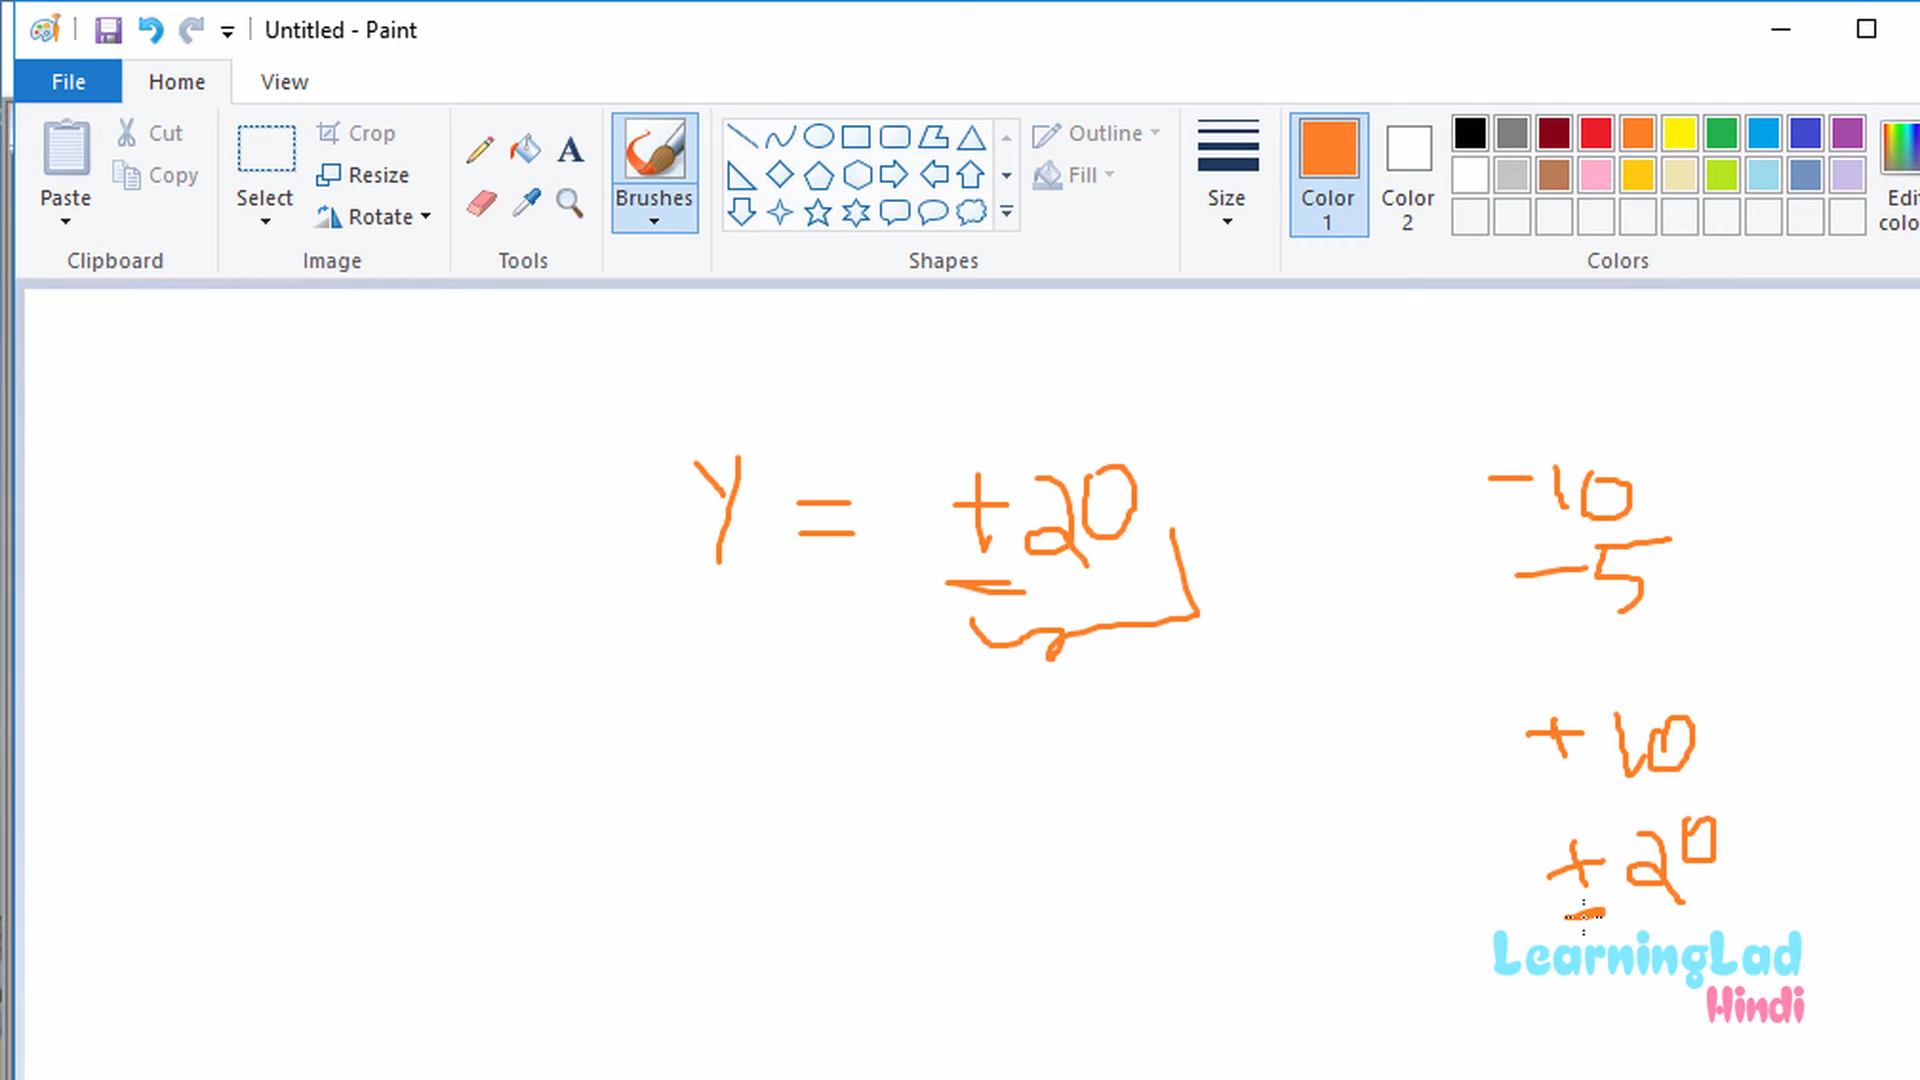 Untitled - Paint
File Home View
Paste
Cut
Copy
Clipboard
Select
Crop
Resize
Rotate
Image
Tools
Brushes
Outline
Fill
Shapes
Size
Color 1
Color 2
Colors
Y = +20
-10
-5
+10
+20
LearningLad
Hindi